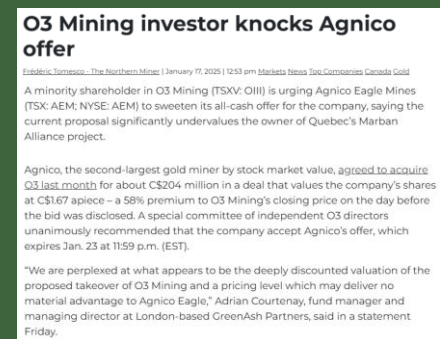 O3 Mining investor knocks Agnico
offer
Frédéric Tomesco - The Northern Miner | January 17, 2025 | 12:53 pm Markets News Top Companies Canada Gold
A minority shareholder in O3 Mining (TSXV: OIII) is urging Agnico Eagle Mines
(TSX: AEM; NYSE: AEM) to sweeten its all-cash offer for the company, saying the
current proposal significantly undervalues the owner of Quebec's Marban
Alliance project.
Agnico, the second-largest gold miner by stock market value, agreed to acquire
O3 last month for about C$204 million in a deal that values the company's shares
at C$1.67 apiece – a 58% premium to O3 Mining's closing price on the day before
the bid was disclosed. A special committee of independent O3 directors
unanimously recommended that the company accept Agnico's offer, which
expires Jan. 23 at 11:59 p.m. (EST).
"We are perplexed at what appears to be the deeply discounted valuation of the
proposed takeover of O3 Mining and a pricing level which may deliver no
material advantage to Agnico Eagle," Adrian Courtenay, fund manager and
managing director at London-based GreenAsh Partners, said in a statement
Friday.